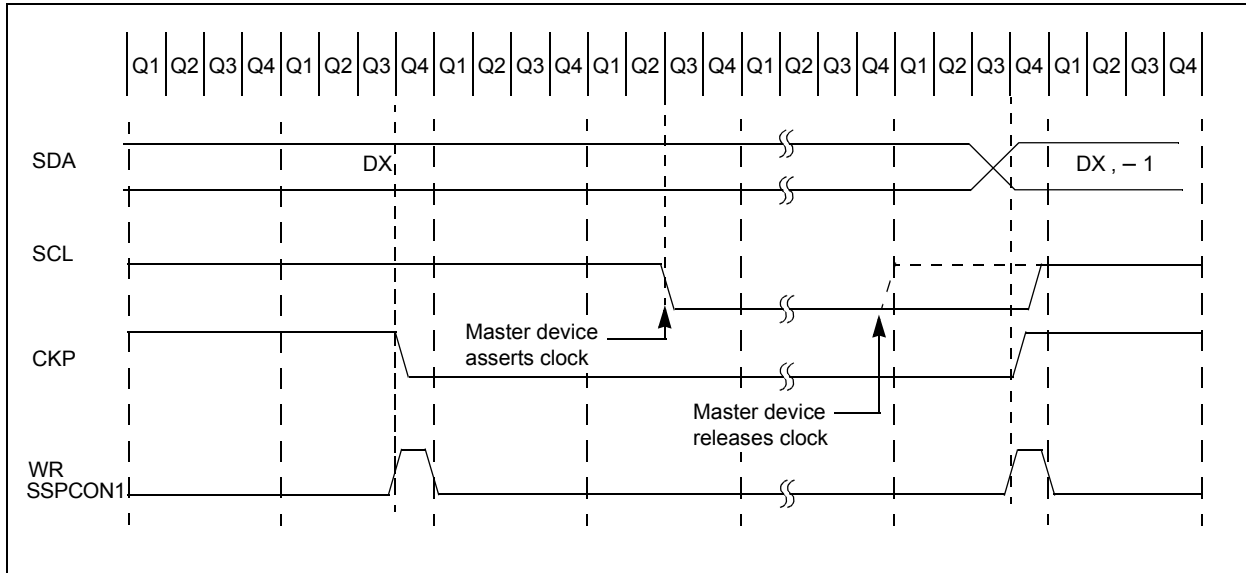 Q1 Q2 Q3 Q4 Q1 Q2 Q3 Q4 Q1 Q2 Q3 Q4 Q1 Q2 Q3 Q4 Q1 Q2 Q3 Q4 Q1 Q2 Q3 Q4 Q1 Q2 Q3 Q4
SDA
DX
DX , – 1
SCL
Master device
asserts clock
CKP
Master device
releases clock
WR
SSPCON1